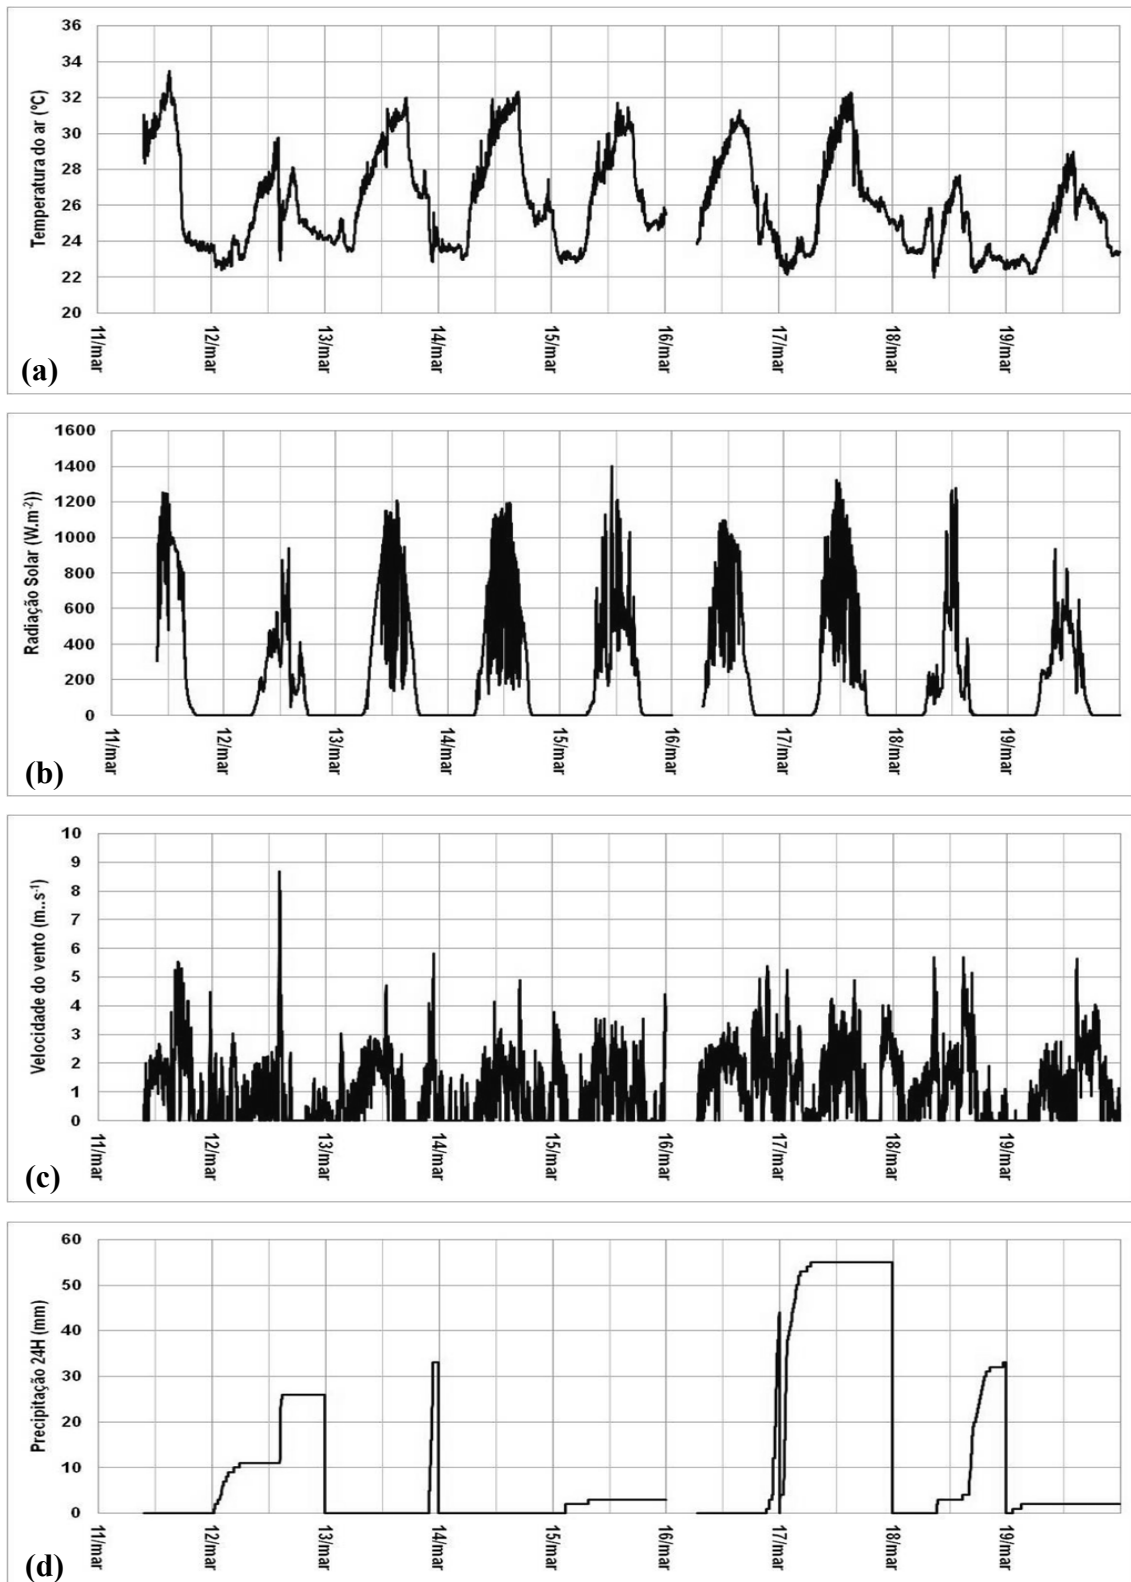 36
34
32
30
28
26
24
22
20
Temperatura do ar (°C)
11/mar
12/mar
13/mar
14/mar
15/mar
16/mar
17/mar
18/mar
19/mar
(a)
1600
1400
1200
1000
800
600
400
200
0
Radiação Solar (W.m⁻²))
11/mar
12/mar
13/mar
14/mar
15/mar
16/mar
17/mar
18/mar
19/mar
(b)
10
9
8
7
6
5
4
3
2
1
0
Velocidade do vento (m..s⁻¹)
11/mar
12/mar
13/mar
14/mar
15/mar
16/mar
17/mar
18/mar
19/mar
(c)
60
50
40
30
20
10
0
Precipitação 24H (mm)
11/mar
12/mar
13/mar
14/mar
15/mar
16/mar
17/mar
18/mar
19/mar
(d)